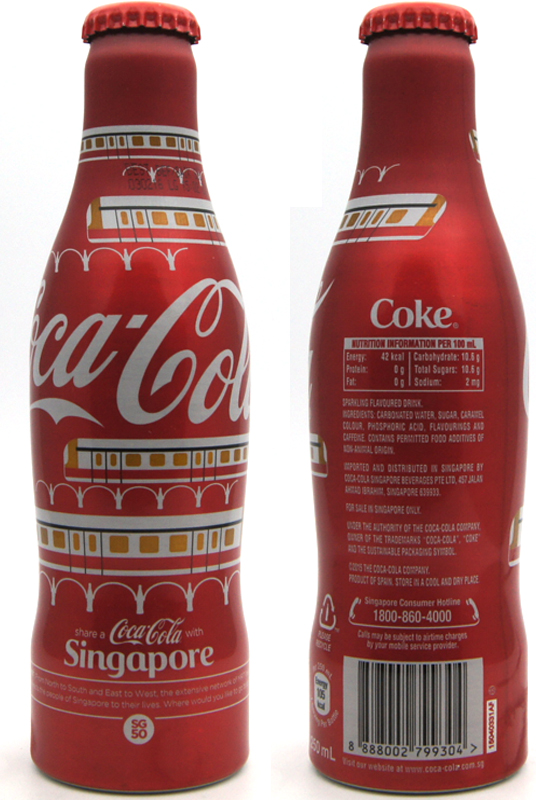 Coca-Cola
share a Coca-Cola with
Singapore
From North to South and East to West, the extensive network of
people of Singapore to their lives. Where would you like to go
SG
50
Coke
NUTRITION INFORMATION PER 100 mL
Energy: 42 kcal Carbohydrate: 10.6 g
Protein: 0 g Total Sugars: 10.6 g
Fat: 0 g Sodium: 2 mg
SPARKLING FLAVOURED DRINK.
INGREDIENTS: CARBONATED WATER, SUGAR, CARAMEL
COLOUR, PHOSPHORIC ACID, FLAVOURINGS AND
CAFFEINE. CONTAINS PERMITTED FOOD ADDITIVES OF
NON-ANIMAL ORIGIN.
IMPORTED AND DISTRIBUTED IN SINGAPORE BY
COCA-COLA SINGAPORE BEVERAGES PTE LTD, 457 JALAN
AHMAD IBRAHIM, SINGAPORE 639933.
FOR SALE IN SINGAPORE ONLY.
UNDER THE AUTHORITY OF THE COCA-COLA COMPANY,
OWNER OF THE TRADEMARKS "COCA-COLA", "COKE"
AND THE SUSTAINABLE PACKAGING SYMBOL.
©2015 THE COCA-COLA COMPANY.
PRODUCT OF SPAIN. STORE IN A COOL AND DRY PLACE.
Singapore Consumer Hotline
1800-860-4000
Calls may be subject to airtime charges
by your mobile service provider.
PLEASE
RECYCLE
Energy
105
kcal
250 mL
8 888002 799304 >
16040331AF
Visit our website at www.coca-cola.com.sg